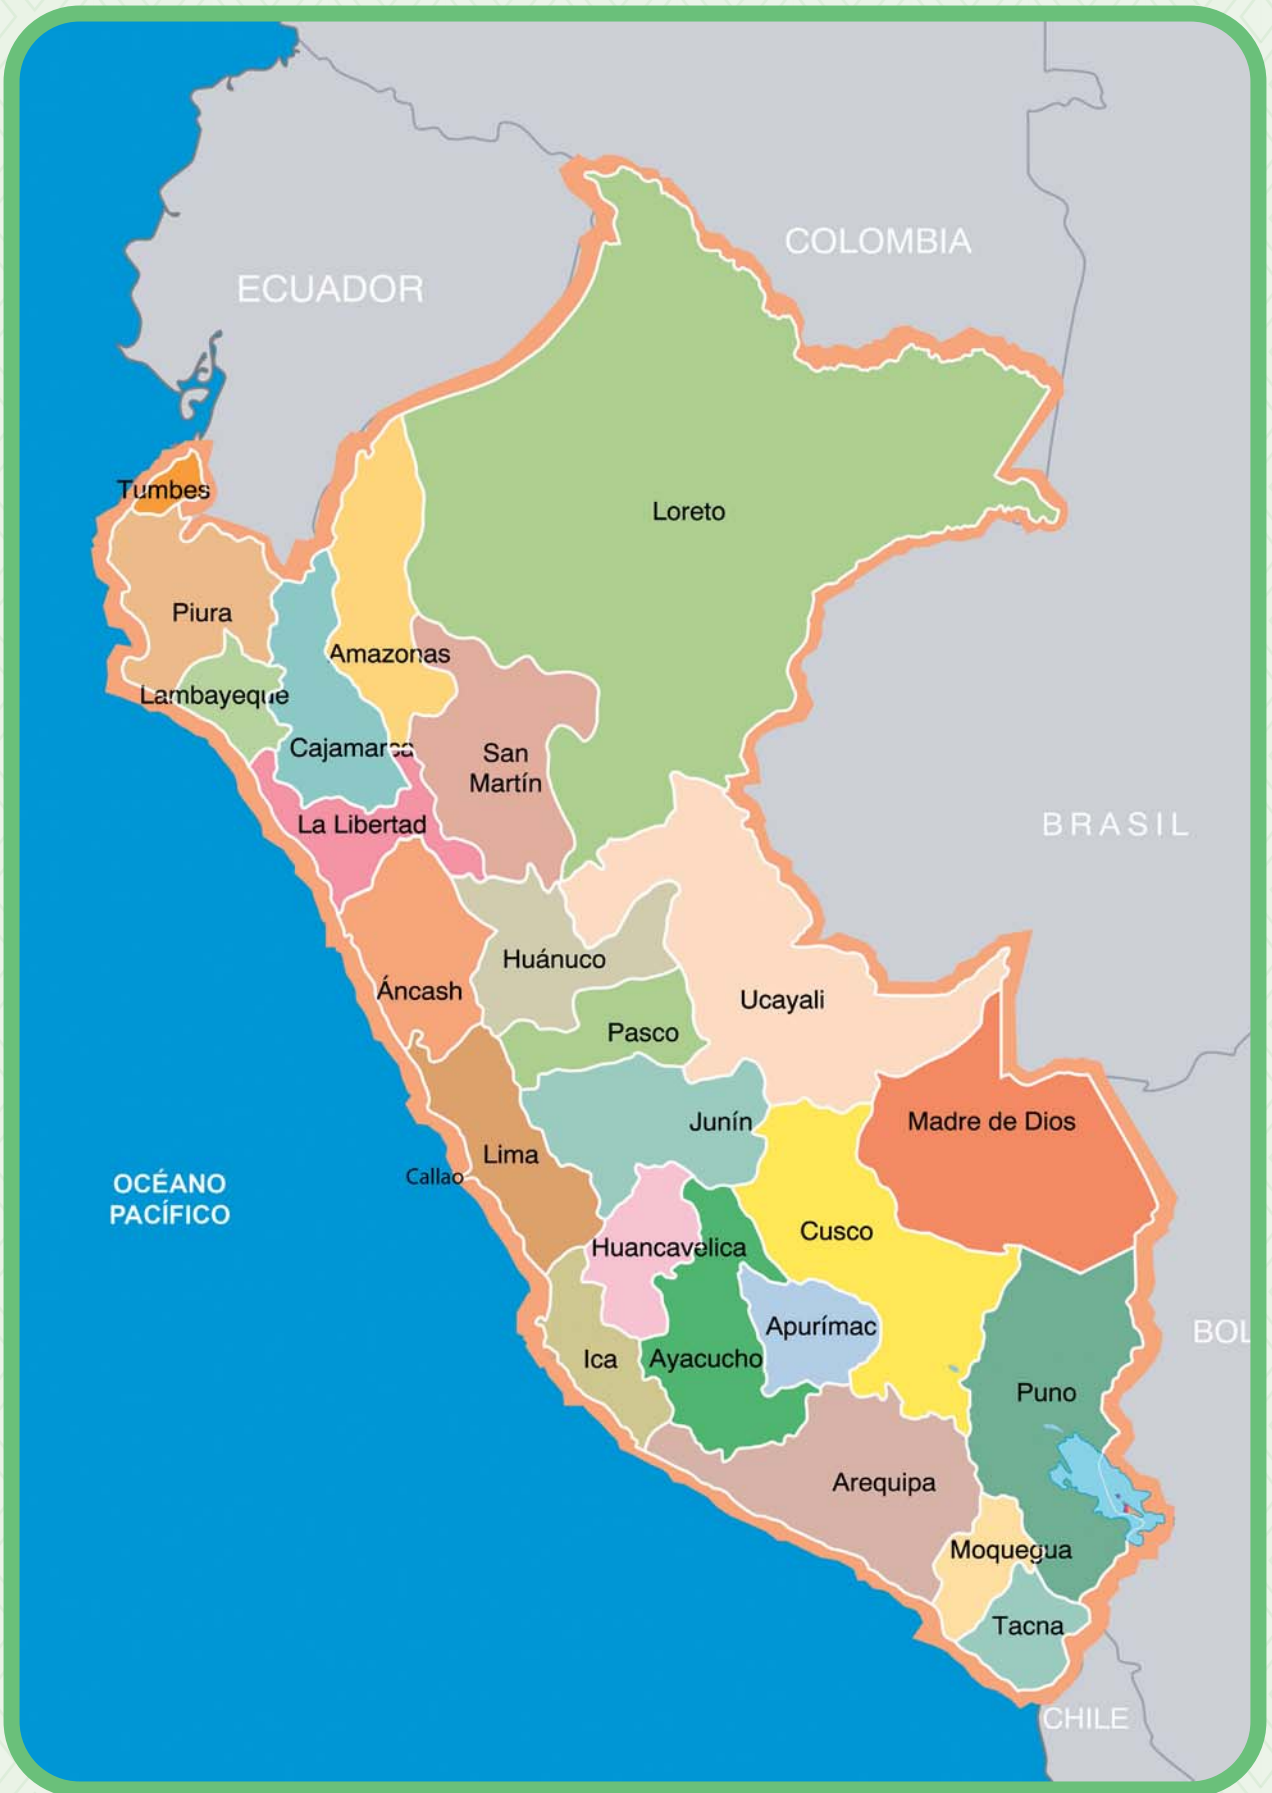 COLOMBIA
ECUADOR
Tumbes
Loreto
Piura
Amazonas
Lambayeque
Cajamarca
San
Martín
La Libertad
BRASIL
Huánuco
Áncash
Ucayali
Pasco
Junín
Madre de Dios
Lima
Callao
OCÉANO
PACÍFICO
Cusco
Huancavelica
Apurímac
BOL
Ica
Ayacucho
Puno
Arequipa
Moquegua
Tacna
CHILE